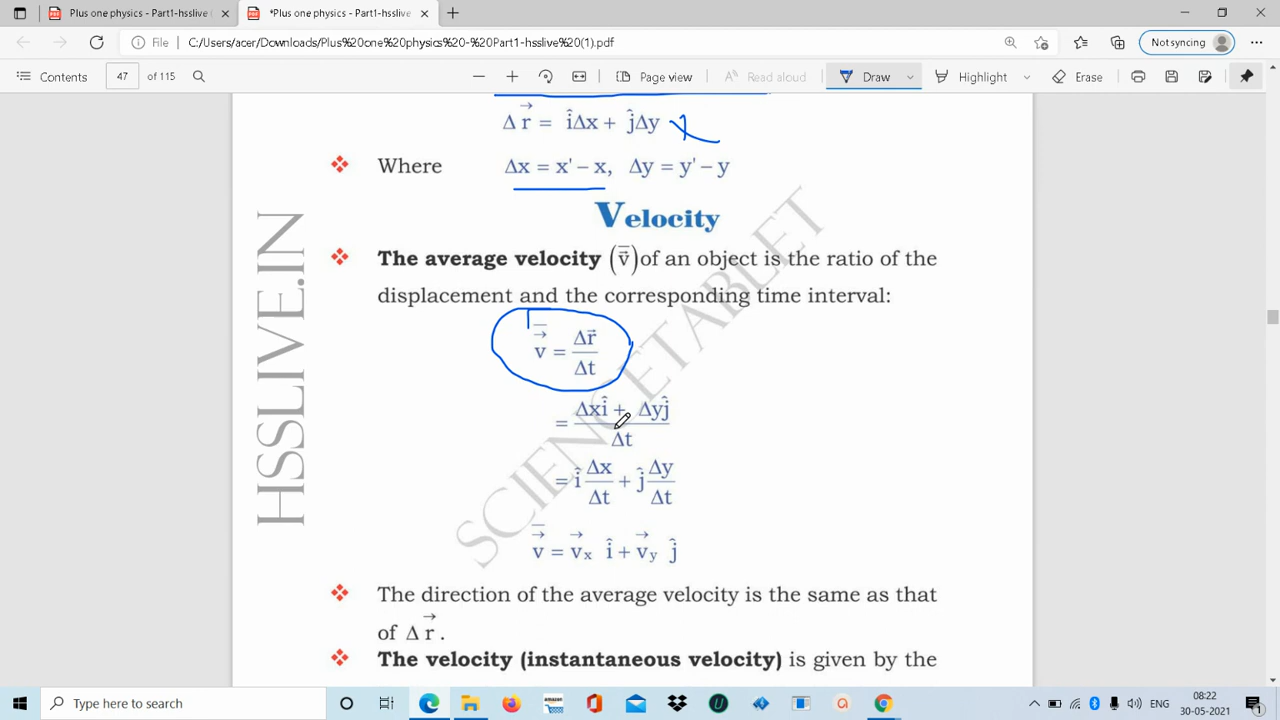 Plus one physics - Part1-hsslive (
*Plus one physics - Part1-hsslive
File C:/Users/acer/Downloads/Plus%20one%20physics%20-%20Part1-hsslive%20(1).pdf
Not syncing
Contents 47 of 115
Page view Read aloud Draw Highlight Erase
Δ r⃗ = îΔx + ĵΔy
❖ Where Δx = x' – x, Δy = y' – y
Velocity
❖ The average velocity (v̅⃗) of an object is the ratio of the
displacement and the corresponding time interval:
v̅⃗ = Δr⃗ / Δt
= Δxî + Δyĵ / Δt
= î Δx/Δt + ĵ Δy/Δt
v̅⃗ = v⃗x î + v⃗y ĵ
❖ The direction of the average velocity is the same as that
of Δ r⃗ .
❖ The velocity (instantaneous velocity) is given by the
HSSLIVE.IN
SCIENCETABLET
Type here to search
ENG 08:22
30-05-2021